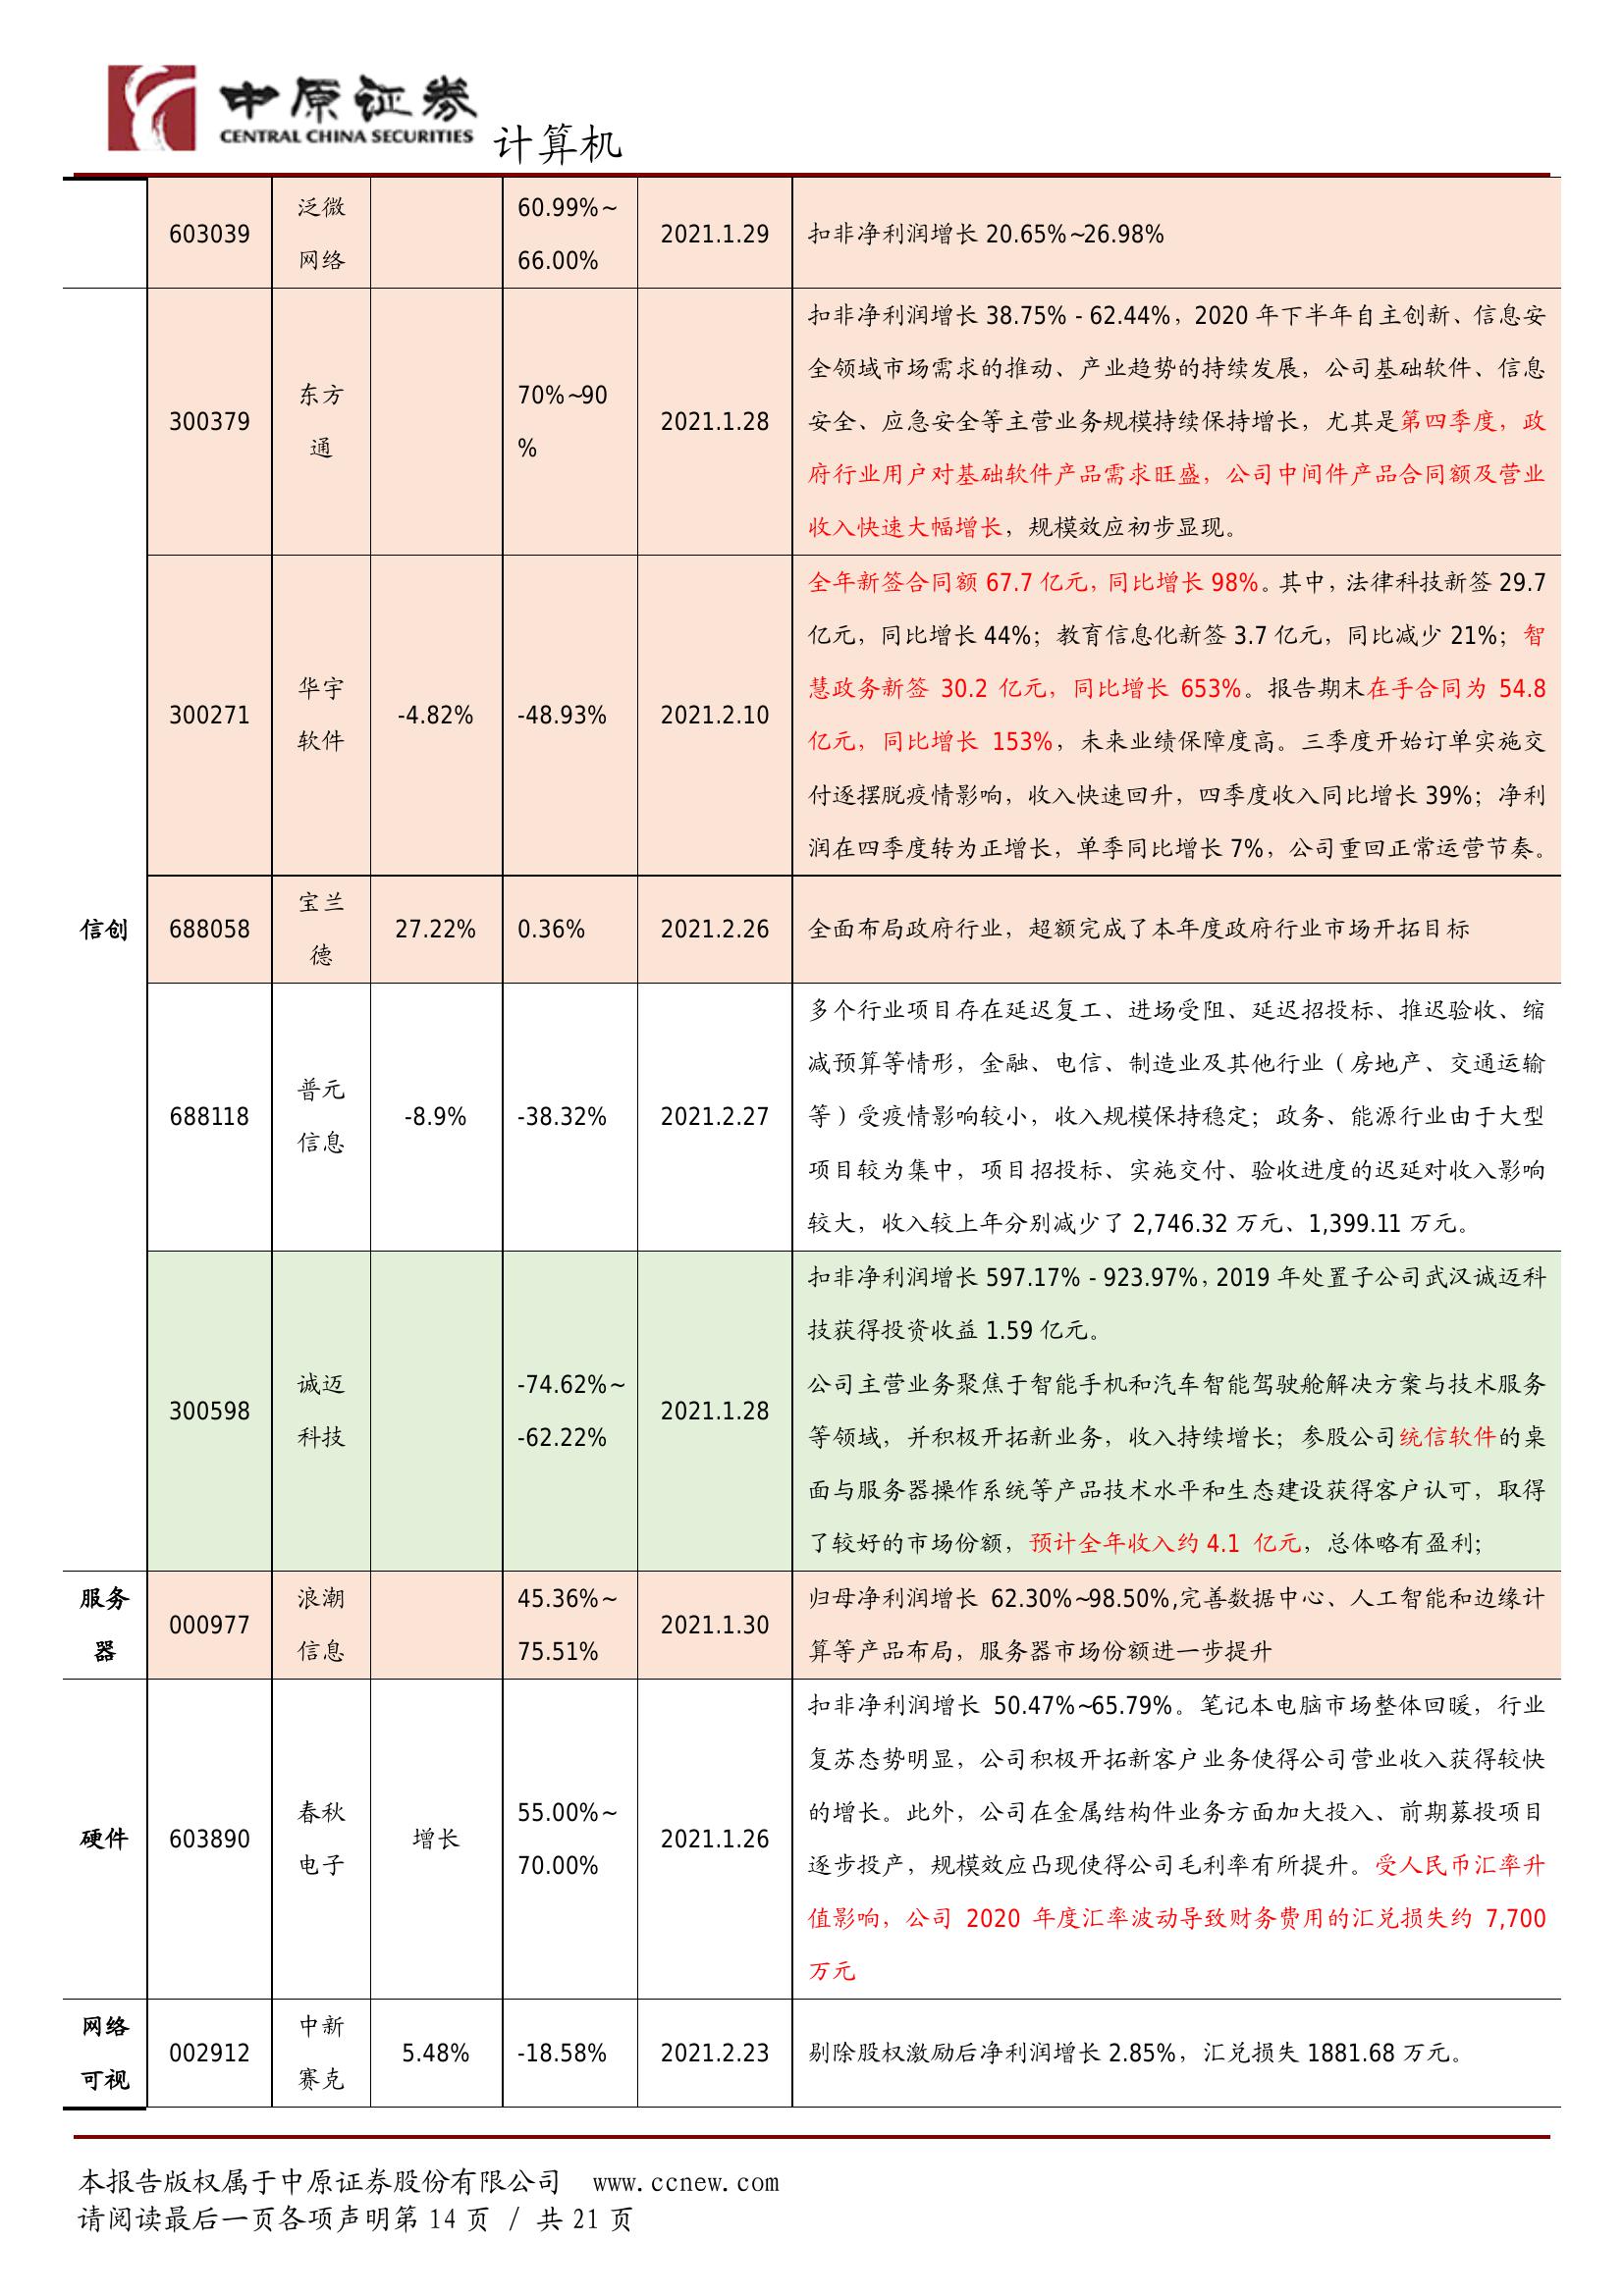 中原证券
CENTRAL CHINA SECURITIES
计算机
603039
泛微
网络
60.99%~
66.00%
2021.1.29
扣非净利润增长 20.65%~26.98%
信创
300379
东方
通
70%~90
%
2021.1.28
扣非净利润增长 38.75% - 62.44%，2020 年下半年自主创新、信息安
全领域市场需求的推动、产业趋势的持续发展，公司基础软件、信息
安全、应急安全等主营业务规模持续保持增长，尤其是第四季度，政
府行业用户对基础软件产品需求旺盛，公司中间件产品合同额及营业
收入快速大幅增长，规模效应初步显现。
300271
华宇
软件
-4.82%
-48.93%
2021.2.10
全年新签合同额 67.7 亿元，同比增长 98%。其中，法律科技新签 29.7
亿元，同比增长 44%；教育信息化新签 3.7 亿元，同比减少 21%；智
慧政务新签 30.2 亿元，同比增长 653%。报告期末在手合同为 54.8
亿元，同比增长 153%，未来业绩保障度高。三季度开始订单实施交
付逐摆脱疫情影响，收入快速回升，四季度收入同比增长 39%；净利
润在四季度转为正增长，单季同比增长 7%，公司重回正常运营节奏。
688058
宝兰
德
27.22%
0.36%
2021.2.26
全面布局政府行业，超额完成了本年度政府行业市场开拓目标
688118
普元
信息
-8.9%
-38.32%
2021.2.27
多个行业项目存在延迟复工、进场受阻、延迟招投标、推迟验收、缩
减预算等情形，金融、电信、制造业及其他行业（房地产、交通运输
等）受疫情影响较小，收入规模保持稳定；政务、能源行业由于大型
项目较为集中，项目招投标、实施交付、验收进度的迟延对收入影响
较大，收入较上年分别减少了 2,746.32 万元、1,399.11 万元。
300598
诚迈
科技
-74.62%~
-62.22%
2021.1.28
扣非净利润增长 597.17% - 923.97%，2019 年处置子公司武汉诚迈科
技获得投资收益 1.59 亿元。
公司主营业务聚焦于智能手机和汽车智能驾驶舱解决方案与技术服务
等领域，并积极开拓新业务，收入持续增长；参股公司统信软件的桌
面与服务器操作系统等产品技术水平和生态建设获得客户认可，取得
了较好的市场份额，预计全年收入约 4.1 亿元，总体略有盈利；
服务
器
000977
浪潮
信息
45.36%~
75.51%
2021.1.30
归母净利润增长 62.30%~98.50%,完善数据中心、人工智能和边缘计
算等产品布局，服务器市场份额进一步提升
硬件
603890
春秋
电子
增长
55.00%~
70.00%
2021.1.26
扣非净利润增长 50.47%~65.79%。笔记本电脑市场整体回暖，行业
复苏态势明显，公司积极开拓新客户业务使得公司营业收入获得较快
的增长。此外，公司在金属结构件业务方面加大投入、前期募投项目
逐步投产，规模效应凸现使得公司毛利率有所提升。受人民币汇率升
值影响，公司 2020 年度汇率波动导致财务费用的汇兑损失约 7,700
万元
网络
可视
002912
中新
赛克
5.48%
-18.58%
2021.2.23
剔除股权激励后净利润增长 2.85%，汇兑损失 1881.68 万元。
本报告版权属于中原证券股份有限公司 www.ccnew.com
请阅读最后一页各项声明第 14 页 / 共 21 页